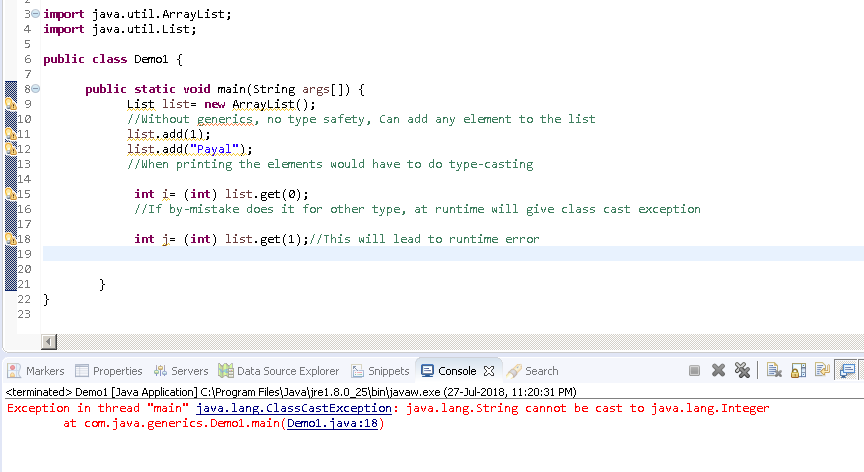 3 import java.util.ArrayList;
4 import java.util.List;
5
6 public class Demo1 {
7
8 public static void main(String args[]) {
9 List list= new ArrayList();
10 //Without generics, no type safety, Can add any element to the list
11 list.add(1);
12 list.add("Payal");
13 //When printing the elements would have to do type-casting
14
15 int i= (int) list.get(0);
16 //If by-mistake does it for other type, at runtime will give class cast exception
17
18 int j= (int) list.get(1);//This will lead to runtime error
19
20
21 }
22 }
23
Markers Properties Servers Data Source Explorer Snippets Console Search
<terminated> Demo1 [Java Application] C:\Program Files\Java\jre1.8.0_25\bin\javaw.exe (27-Jul-2018, 11:20:31 PM)
Exception in thread "main" java.lang.ClassCastException: java.lang.String cannot be cast to java.lang.Integer
at com.java.generics.Demo1.main(Demo1.java:18)